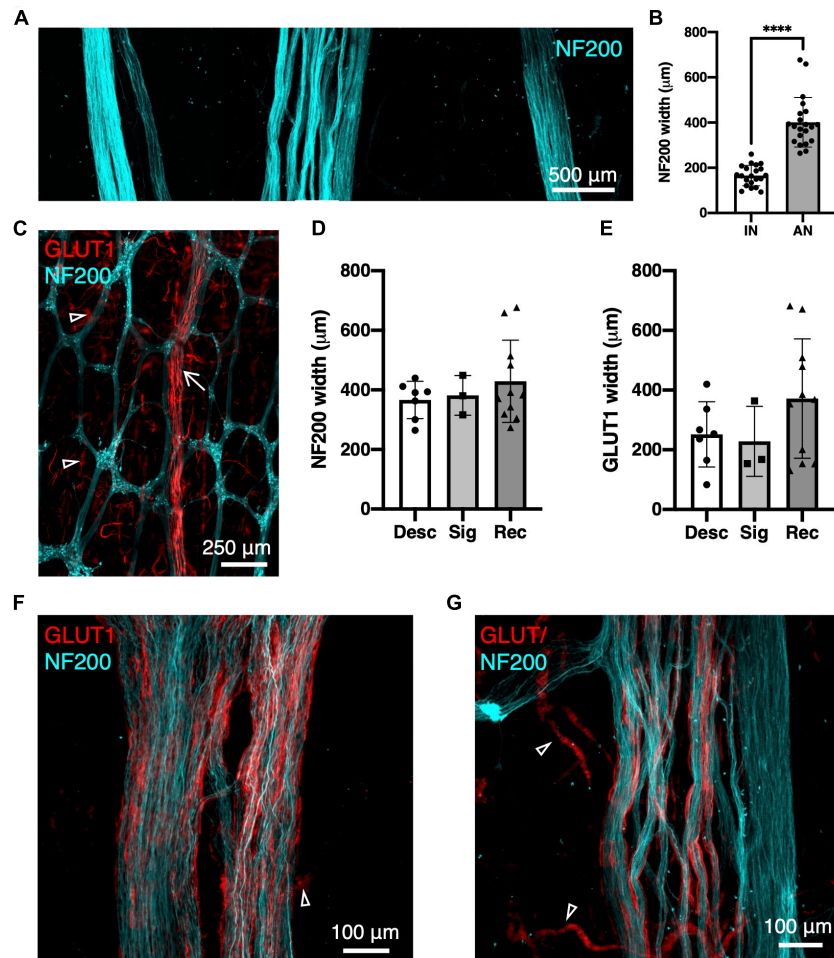 A
NF200
500 μm
B
****
NF200 width (μm)
800
600
400
200
0
IN AN
C
GLUT1
NF200
250 μm
D
NF200 width (μm)
800
600
400
200
0
Desc Sig Rec
E
GLUT1 width (μm)
800
600
400
200
0
Desc Sig Rec
F
GLUT1
NF200
100 μm
G
GLUT/
NF200
100 μm